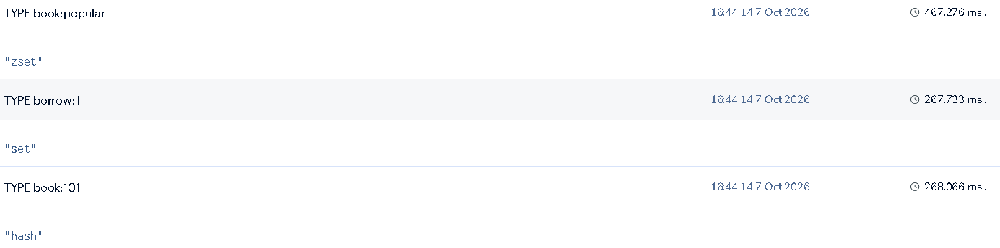 TYPE book:popular 16:44:14 7 Oct 2026 467.276 ms...
"zset"
TYPE borrow:1 16:44:14 7 Oct 2026 267.733 ms...
"set"
TYPE book:101 16:44:14 7 Oct 2026 268.066 ms...
"hash"